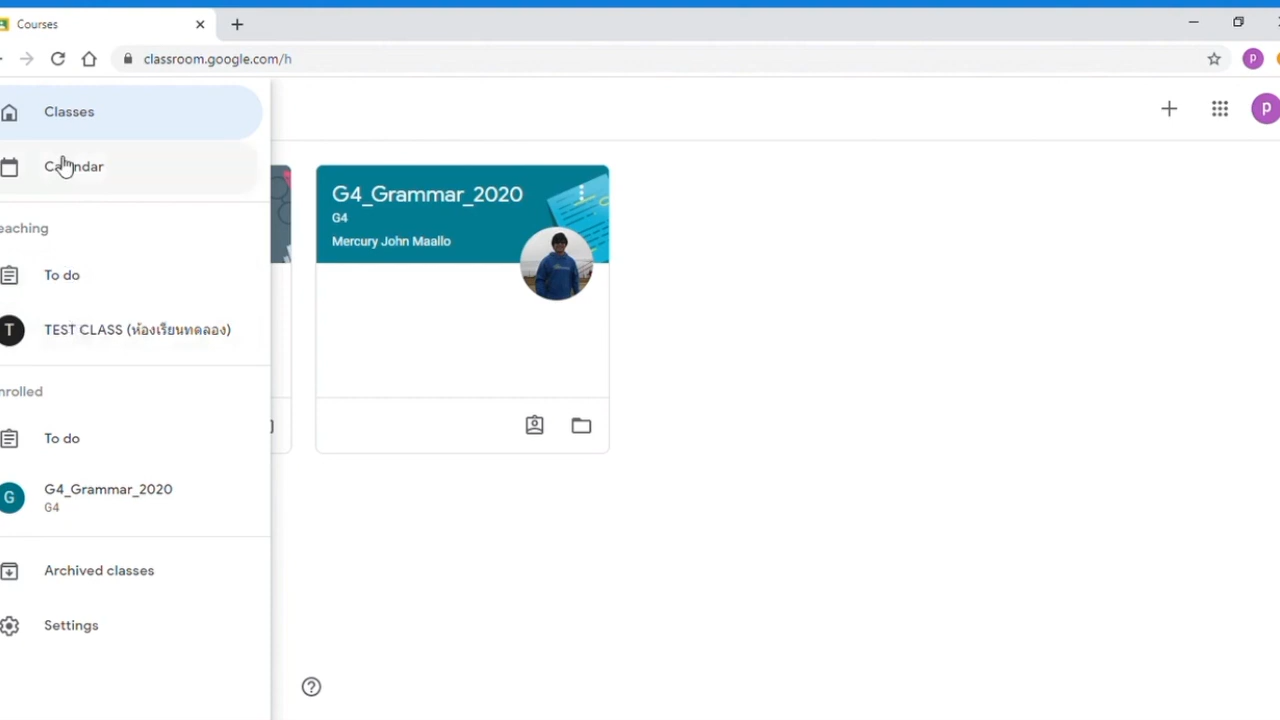 Courses
classroom.google.com/h
P
Classes
P
Calendar
G4_Grammar_2020
G4
Mercury John Maallo
eaching
To do
T
TEST CLASS (ห้องเรียนทดลอง)
nrolled
To do
G
G4_Grammar_2020
G4
Archived classes
Settings